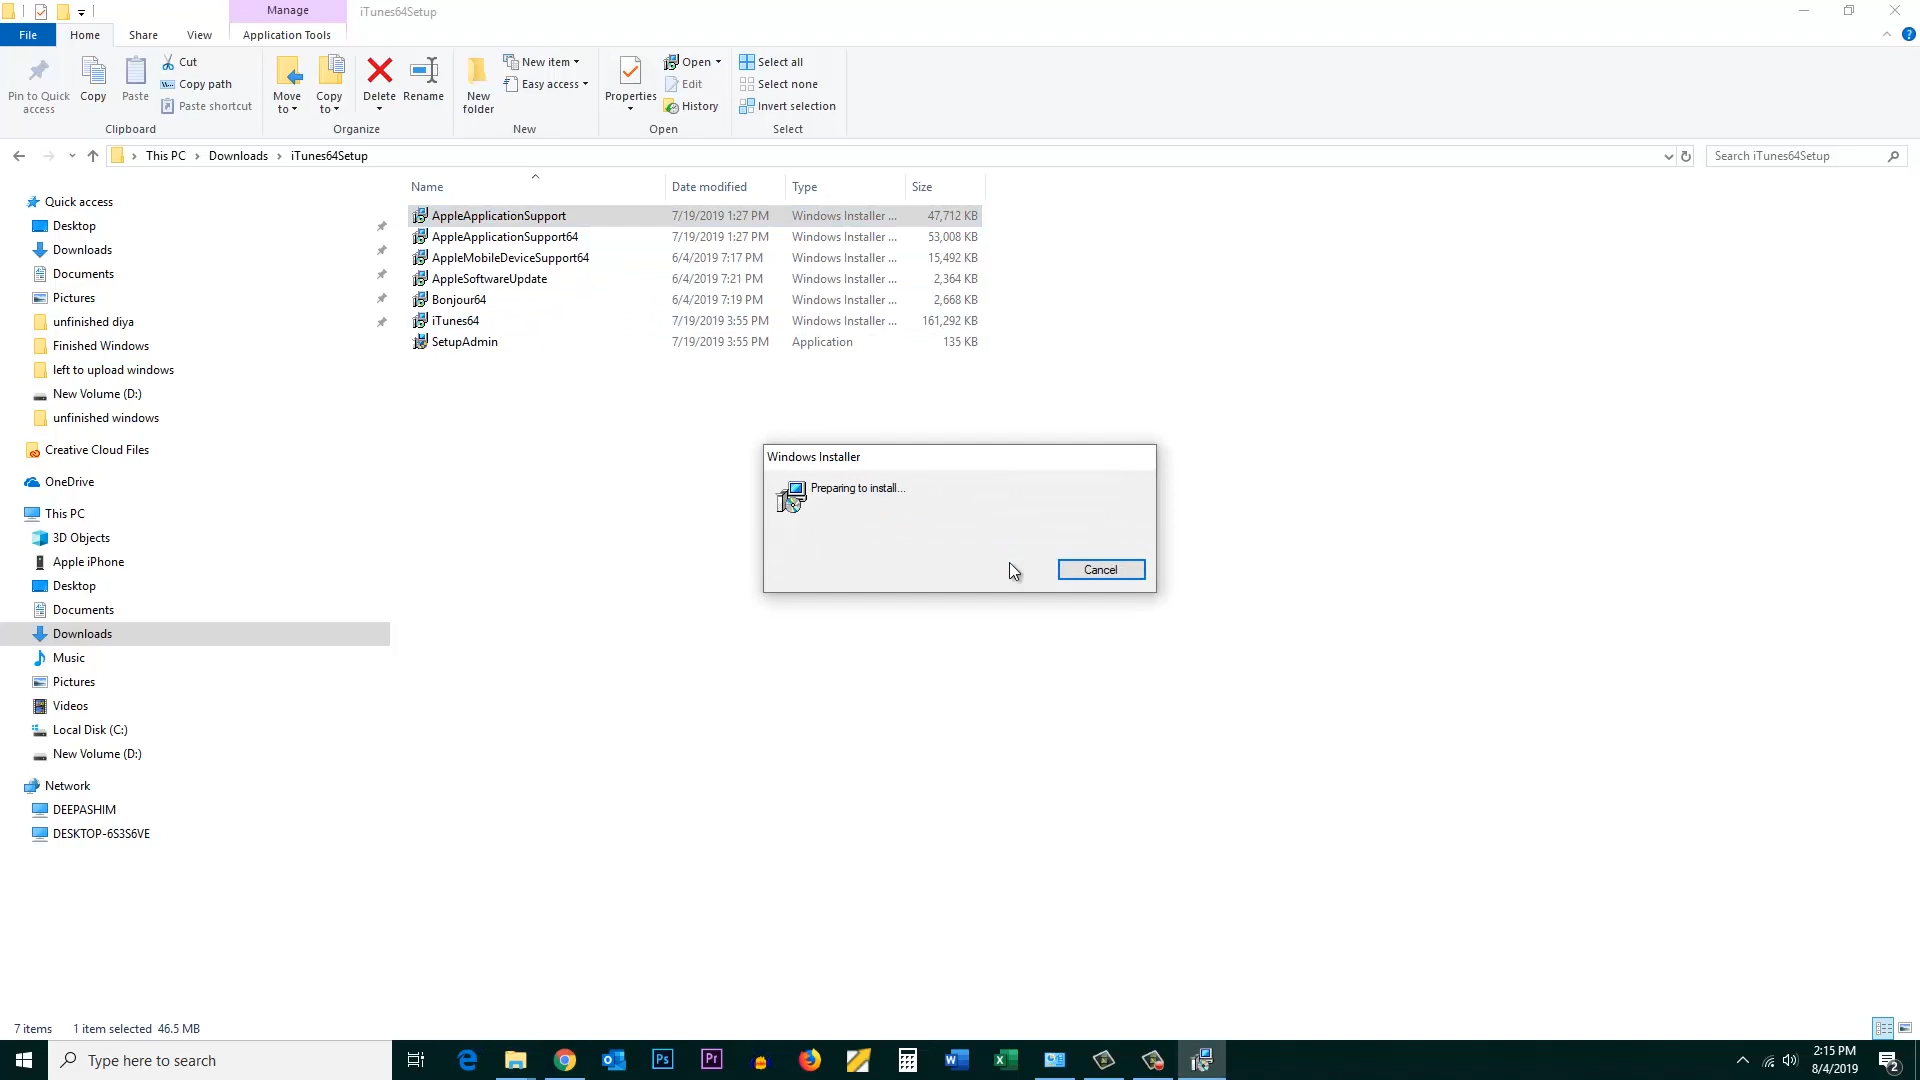 Manage
iTunes64Setup
File
Home
Share
View
Application Tools
Pin to Quick
access
Copy
Paste
Cut
Copy path
Paste shortcut
Clipboard
Move
to
Copy
to
Delete
Rename
Organize
New
folder
New item
Easy access
New
Properties
Open
Edit
History
Open
Select all
Select none
Invert selection
Select
This PC
Downloads
iTunes64Setup
Search iTunes64Setup
Name
Date modified
Type
Size
AppleApplicationSupport 7/19/2019 1:27 PM Windows Installer ... 47,712 KB
AppleApplicationSupport64 7/19/2019 1:27 PM Windows Installer ... 53,008 KB
AppleMobileDeviceSupport64 6/4/2019 7:17 PM Windows Installer ... 15,492 KB
AppleSoftwareUpdate 6/4/2019 7:21 PM Windows Installer ... 2,364 KB
Bonjour64 6/4/2019 7:19 PM Windows Installer ... 2,668 KB
iTunes64 7/19/2019 3:55 PM Windows Installer ... 161,292 KB
SetupAdmin 7/19/2019 3:55 PM Application 135 KB
Quick access
Desktop
Downloads
Documents
Pictures
unfinished diya
Finished Windows
left to upload windows
New Volume (D:)
unfinished windows
Creative Cloud Files
OneDrive
This PC
3D Objects
Apple iPhone
Desktop
Documents
Downloads
Music
Pictures
Videos
Local Disk (C:)
New Volume (D:)
Network
DEEPASHIM
DESKTOP-6S3S6VE
Windows Installer
Preparing to install...
Cancel
7 items
1 item selected 46.5 MB
Type here to search
Ps
Pr
2:15 PM
8/4/2019
2